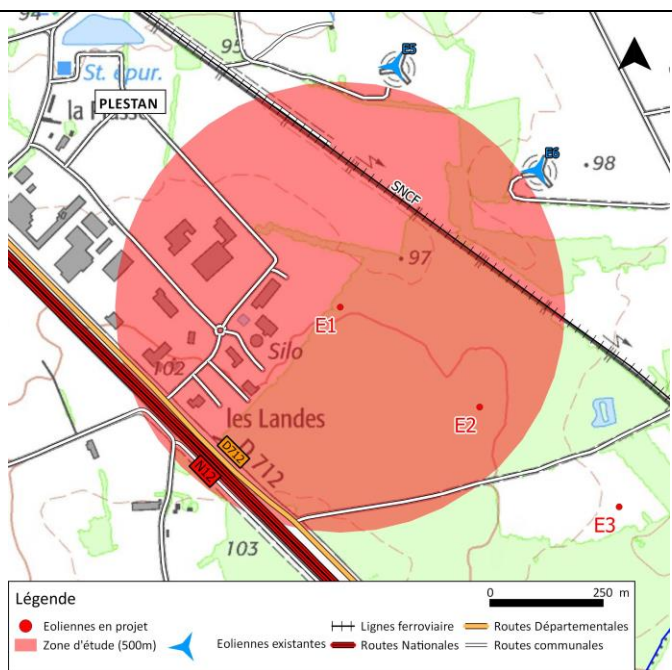 94
95
E5
St. épur.
PLESTAN
E6
98
SNCF
97
E1
Silo
102
les Landes
E2
D712
D 712
N12
E3
103
Légende
0 250 m
Eoliennes en projet
Lignes ferroviaire
Routes Départementales
Zone d'étude (500m)
Eoliennes existantes
Routes Nationales
Routes communales